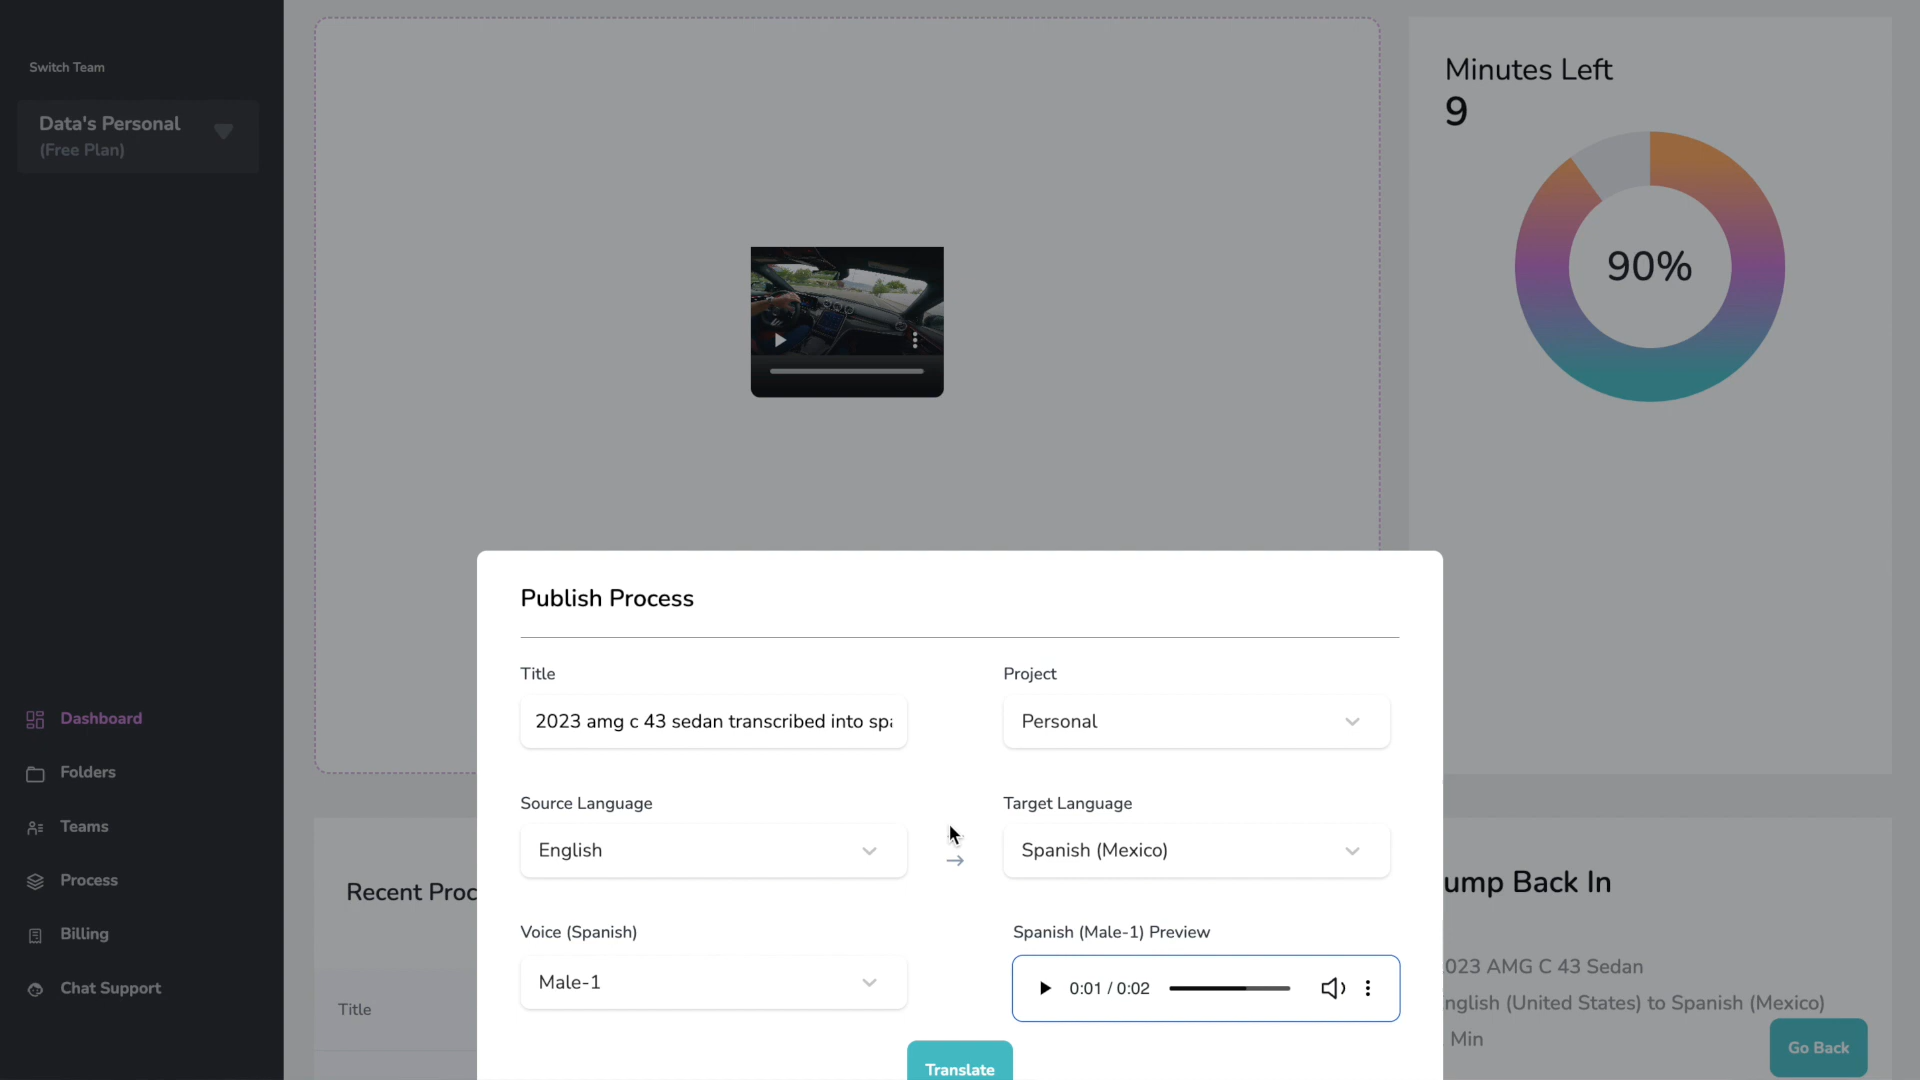 Switch Team
Data's Personal
(Free Plan)
Dashboard
Folders
Teams
Process
Billing
Chat Support
Minutes Left
9
90%
Publish Process
Title
2023 amg c 43 sedan transcribed into spa
Project
Personal
Source Language
English
Target Language
Spanish (Mexico)
Voice (Spanish)
Male-1
Spanish (Male-1) Preview
0:01 / 0:02
Translate
Recent Proc
Title
ump Back In
023 AMG C 43 Sedan
nglish (United States) to Spanish (Mexico)
Min
Go Back